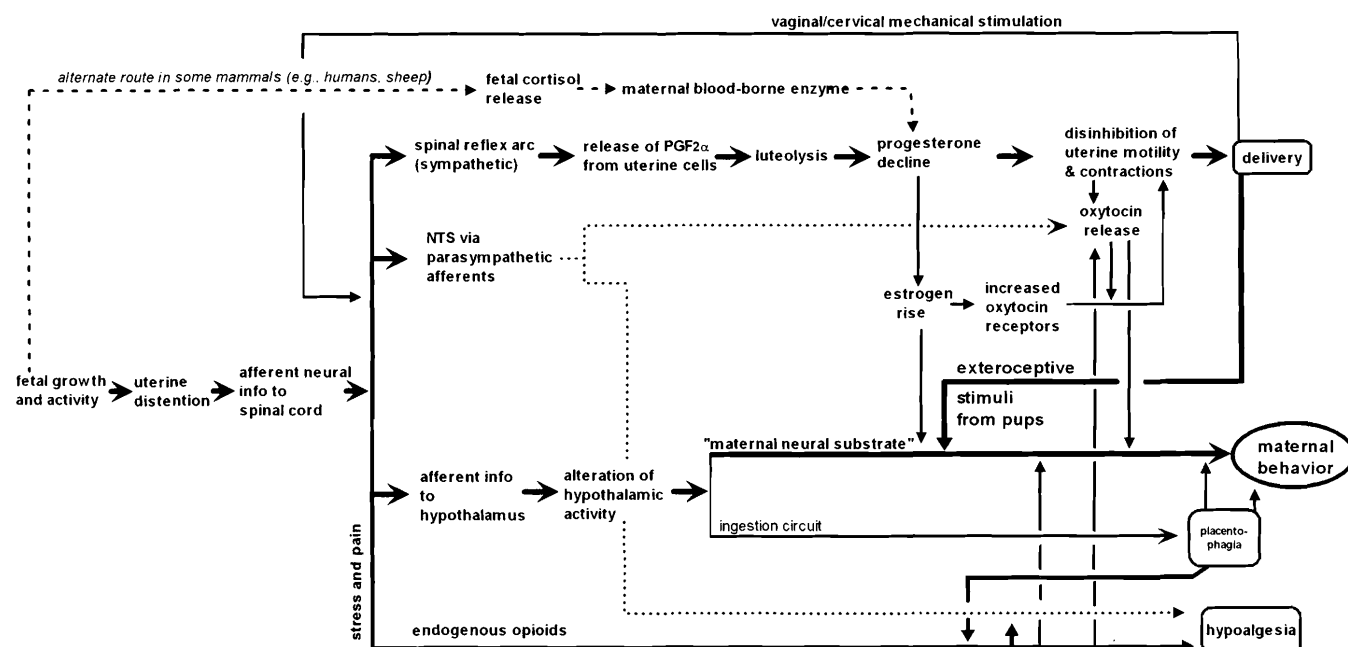 vaginal/cervical mechanical stimulation
alternate route in some mammals (e.g., humans, sheep)
fetal cortisol
release
maternal blood-borne enzyme
spinal reflex arc
(sympathetic)
release of PGF2α
from uterine cells
luteolysis
progesterone
decline
disinhibition of
uterine motility
& contractions
delivery
NTS via
parasympathetic
afferents
oxytocin
release
estrogen
rise
increased
oxytocin
receptors
fetal growth
and activity
uterine
distention
afferent neural
info to
spinal cord
exteroceptive
stimuli
from pups
"maternal neural substrate"
maternal
behavior
afferent info
to
hypothalamus
alteration of
hypothalamic
activity
ingestion circuit
placento-
phagia
stress and pain
endogenous opioids
hypoalgesia